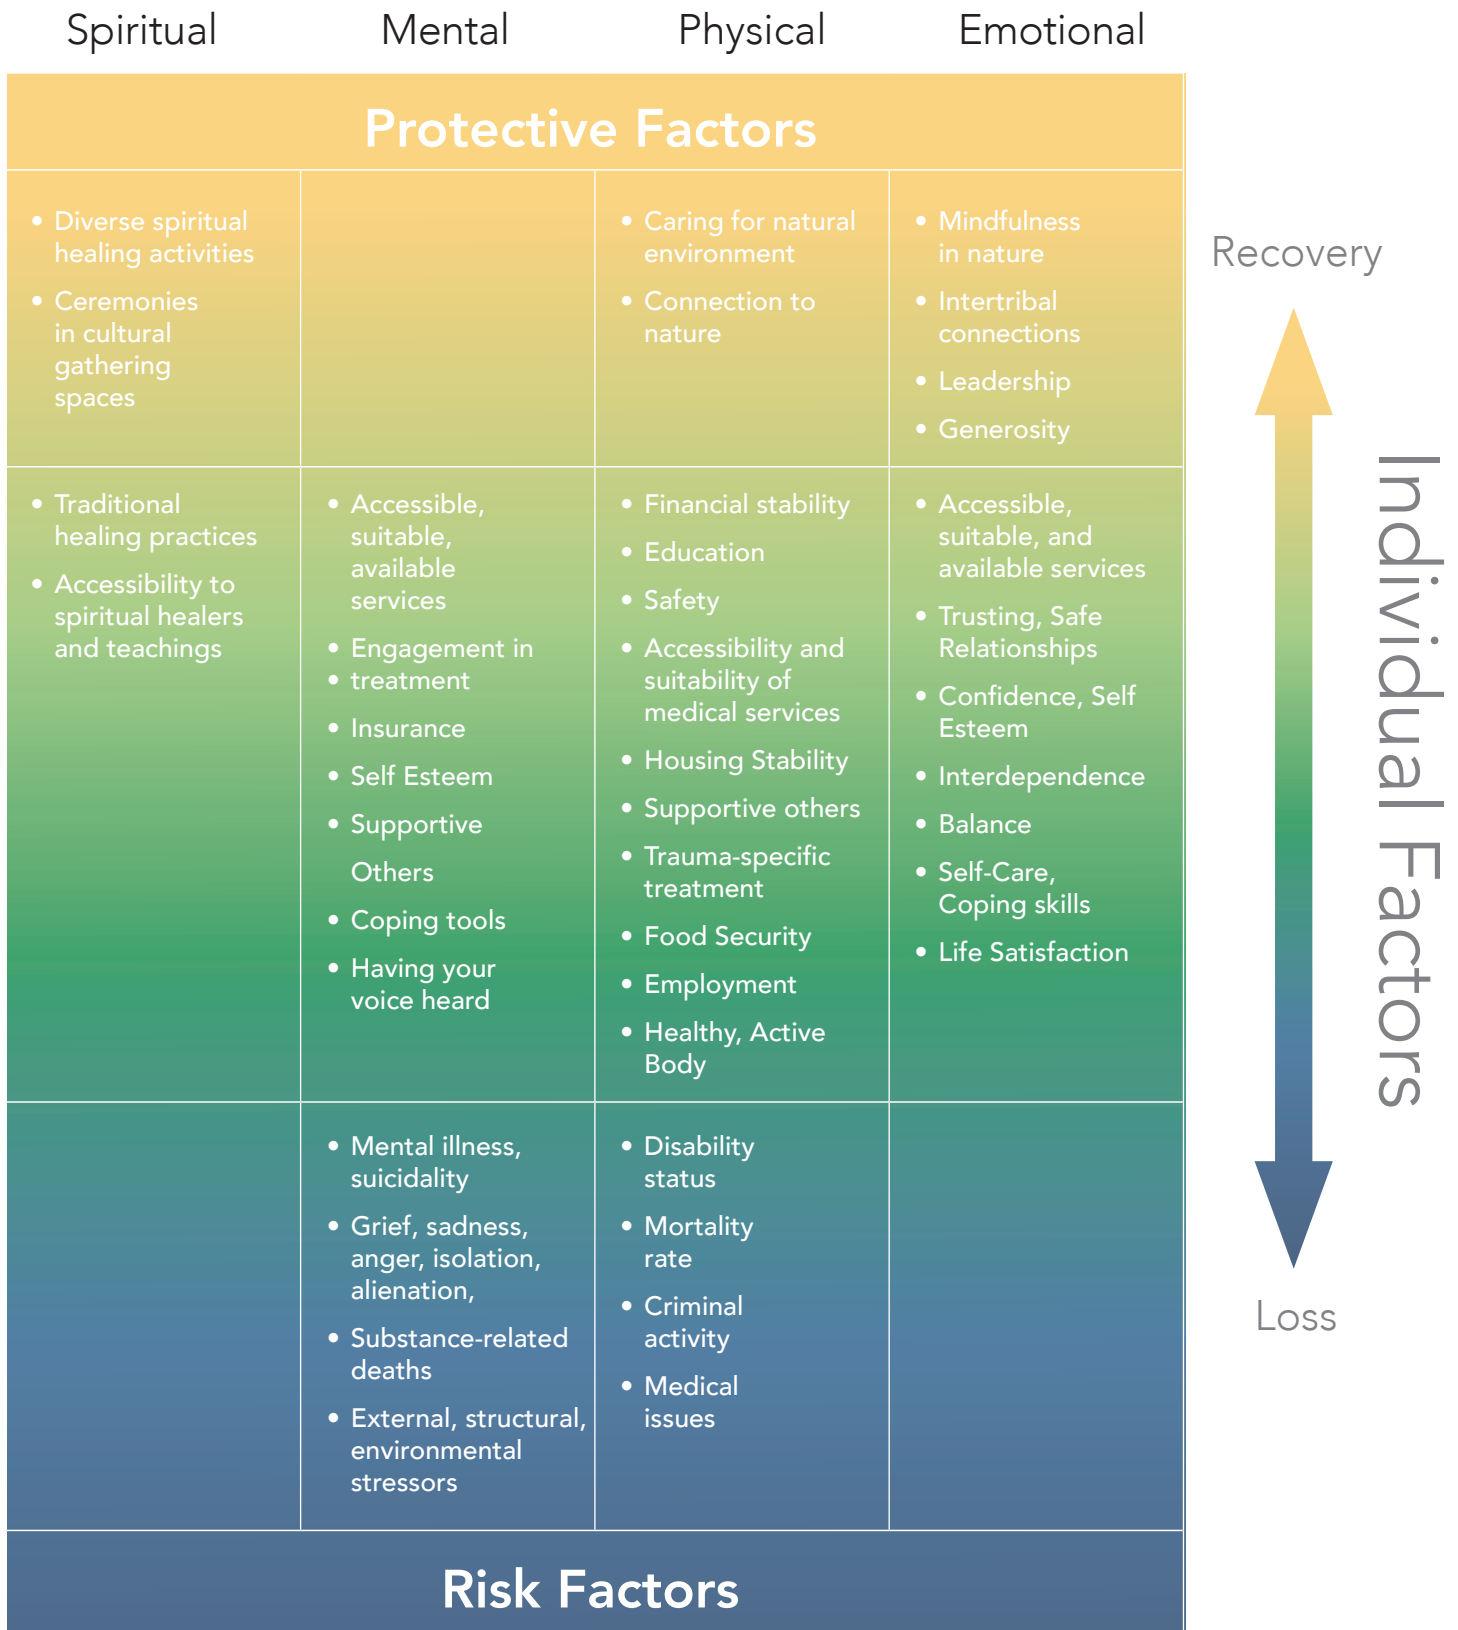 Spiritual
Mental
Physical
Emotional
Protective Factors
• Diverse spiritual
healing activities
• Ceremonies
in cultural
gathering
spaces
• Caring for natural
environment
• Connection to
nature
• Mindfulness
in nature
• Intertribal
connections
• Leadership
• Generosity
• Traditional
healing practices
• Accessibility to
spiritual healers
and teachings
• Accessible,
suitable,
available
services
• Engagement in
• treatment
• Insurance
• Self Esteem
• Supportive
Others
• Coping tools
• Having your
voice heard
• Financial stability
• Education
• Safety
• Accessibility and
suitability of
medical services
• Housing Stability
• Supportive others
• Trauma-specific
treatment
• Food Security
• Employment
• Healthy, Active
Body
• Accessible,
suitable, and
available services
• Trusting, Safe
Relationships
• Confidence, Self
Esteem
• Interdependence
• Balance
• Self-Care,
Coping skills
• Life Satisfaction
• Mental illness,
suicidality
• Grief, sadness,
anger, isolation,
alienation,
• Substance-related
deaths
• External, structural,
environmental
stressors
• Disability
status
• Mortality
rate
• Criminal
activity
• Medical
issues
Risk Factors
Recovery
Individual Factors
Loss